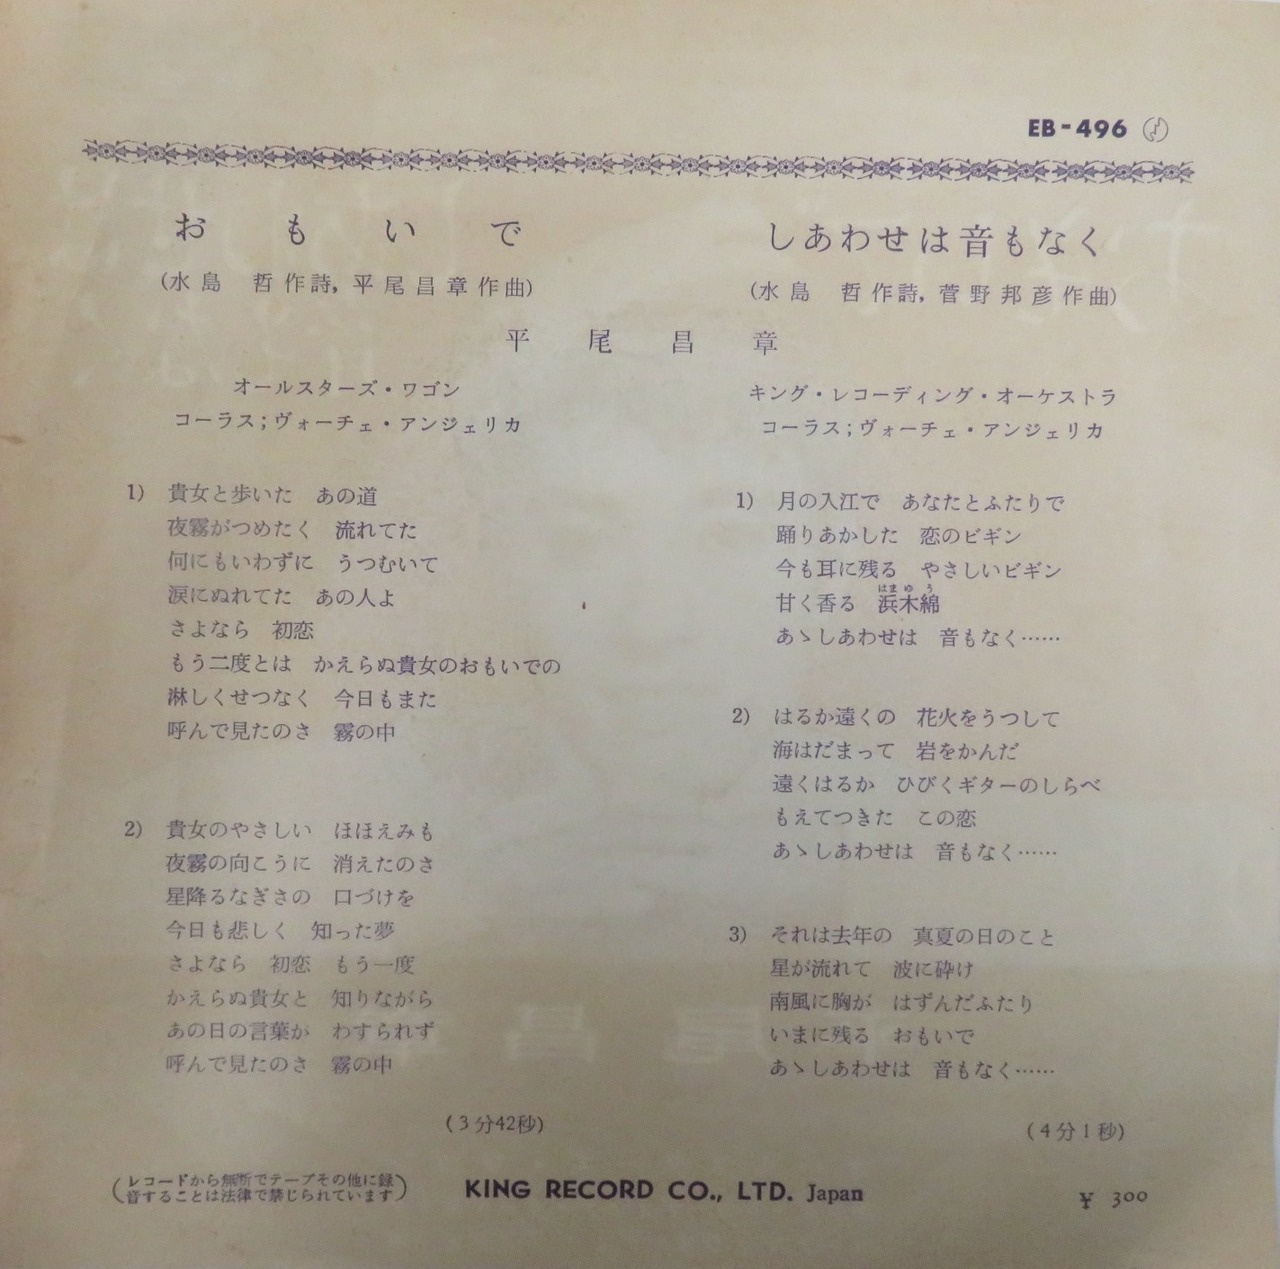 EB-496
おもいで
(水島 哲作詩, 平尾昌章作曲)
しあわせは音もなく
(水島 哲作詩, 菅野邦彦作曲)
平尾昌章
オールスターズ・ワゴン
コーラス；ヴォーチェ・アンジェリカ
キング・レコーディング・オーケストラ
コーラス；ヴォーチェ・アンジェリカ
1) 貴女と歩いた あの道
夜霧がつめたく 流れてた
何にもいわずに うつむいて
涙にぬれてた あの人よ
さよなら 初恋
もう二度とは かえらぬ貴女のおもいでの
淋しくせつなく 今日もまた
呼んで見たのさ 霧の中
2) 貴女のやさしい ほほえみも
夜霧の向こうに 消えたのさ
星降るなぎさの 口づけを
今日も悲しく 知った夢
さよなら 初恋 もう一度
かえらぬ貴女と 知りながら
あの日の言葉が わすられず
呼んで見たのさ 霧の中
(3分42秒)
1) 月の入江で あなたとふたりで
踊りあかした 恋のビギン
今も耳に残る やさしいビギン
はまゆう
甘く香る 浜木綿
あゝしあわせは 音もなく……
2) はるか遠くの 花火をうつして
海はだまって 岩をかんだ
遠くはるか ひびくギターのしらべ
もえてつきた この恋
あゝしあわせは 音もなく……
3) それは去年の 真夏の日のこと
星が流れて 波に砕け
南風に胸が はずんだふたり
いまに残る おもいで
あゝしあわせは 音もなく……
(4分1秒)
(レコードから無断でテープその他に録
音することは法律で禁じられています)
KING RECORD CO., LTD. Japan
¥ 300